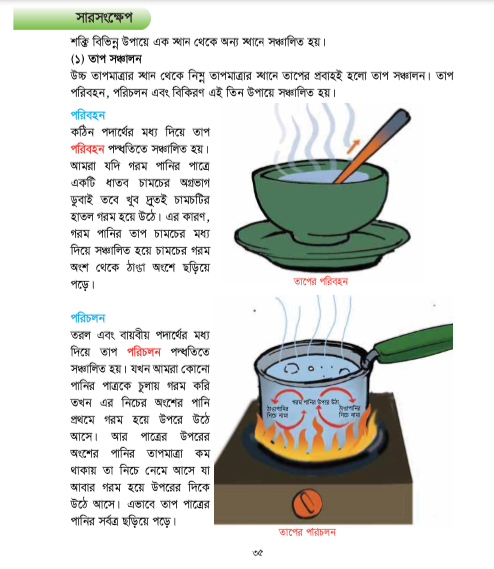 সারসংক্ষেপ
শক্তি বিভিন্ন উপায়ে এক স্থান থেকে অন্য স্থানে সঞ্চালিত হয়।
(১) তাপ সঞ্চালন
উচ্চ তাপমাত্রার স্থান থেকে নিম্ন তাপমাত্রার স্থানে তাপের প্রবাহই হলো তাপ সঞ্চালন। তাপ
পরিবহন, পরিচলন এবং বিকিরণ এই তিন উপায়ে সঞ্চালিত হয়।
পরিবহন
কঠিন পদার্থের মধ্য দিয়ে তাপ
পরিবহন পদ্ধতিতে সঞ্চালিত হয়।
আমরা যদি গরম পানির পাত্রে
একটি ধাতব চামচের অগ্রভাগ
ডুবাই তবে খুব দ্রুতই চামচটির
হাতল গরম হয়ে উঠে। এর কারণ,
গরম পানির তাপ চামচের মধ্য
দিয়ে সঞ্চালিত হয়ে চামচের গরম
অংশ থেকে ঠাণ্ডা অংশে ছড়িয়ে
পড়ে।
তাপের পরিবহন
পরিচলন
তরল এবং বায়বীয় পদার্থের মধ্য
দিয়ে তাপ পরিচলন পদ্ধতিতে
সঞ্চালিত হয়। যখন আমরা কোনো
পানির পাত্রকে চুলায় গরম করি
তখন এর নিচের অংশের পানি
প্রথমে গরম হয়ে উপরে উঠে
আসে। আর পাত্রের উপরের
অংশের পানির তাপমাত্রা কম
থাকায় তা নিচে নেমে আসে যা
আবার গরম হয়ে উপরের দিকে
উঠে আসে। এভাবে তাপ পাত্রের
পানির সর্বত্র ছড়িয়ে পড়ে।
গরম পানির উপরে উঠা
ঠাণ্ডাপানির
নিচে নামা
ঠাণ্ডাপানির
নিচে নামা
তাপের পরিচলন
৩৫